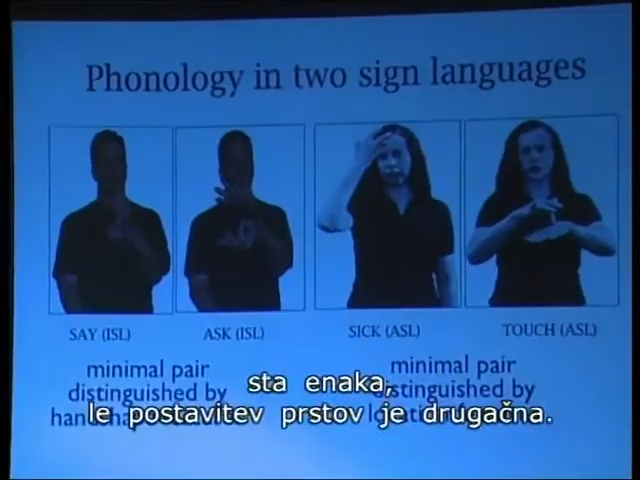 Phonology in two sign languages
SAY (ISL)
ASK (ISL)
SICK (ASL)
TOUCH (ASL)
minimal pair
distinguished by
minimal pair
distinguished by
sta enaka,
le postavitev prstov je drugačna.